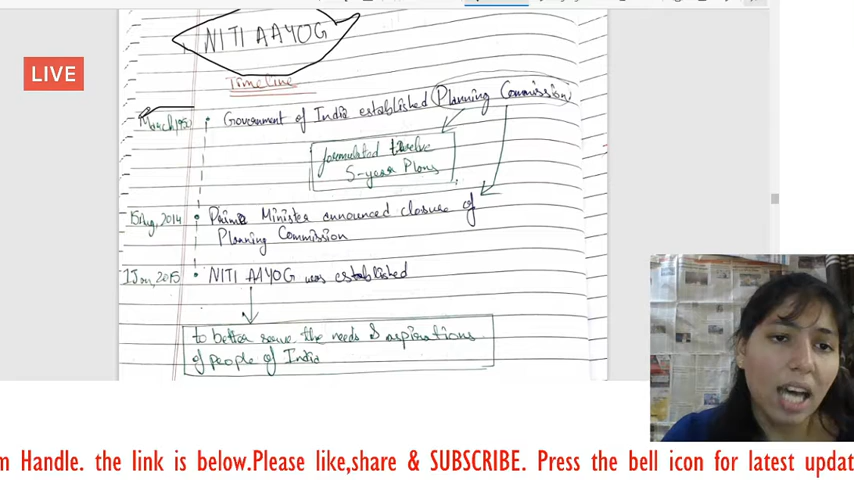 NITI AAYOG
LIVE
Timeline
March, 1950 • Government of India established Planning Commission
formulated twelve
5-year Plans
15 Aug, 2014 • Prime Minister announced closure of
Planning Commission
1 Jan, 2015 • NITI AAYOG was established
to better serve the needs & aspirations
of people of India
m Handle. the link is below.Please like,share & SUBSCRIBE. Press the bell icon for latest updat